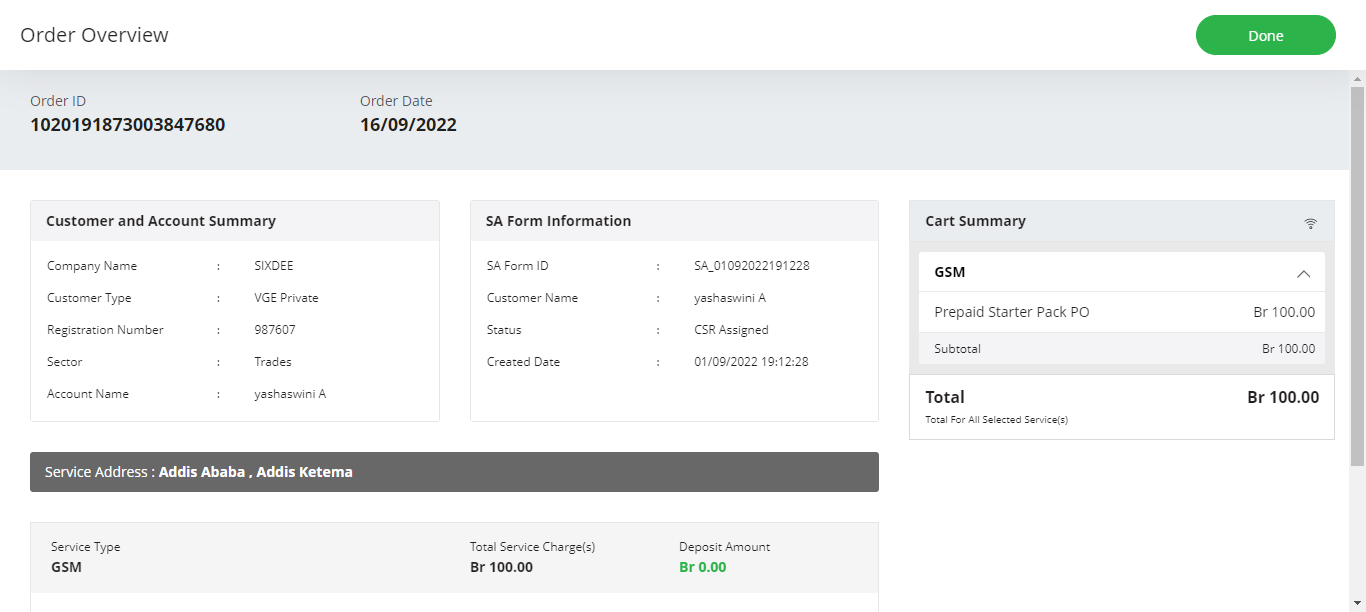 Order Overview
Done
Order ID
Order Date
1020191873003847680
16/09/2022
Customer and Account Summary
Company Name : SIXDEE
Customer Type : VGE Private
Registration Number : 987607
Sector : Trades
Account Name : yashaswini A
SA Form Information
SA Form ID : SA_01092022191228
Customer Name : yashaswini A
Status : CSR Assigned
Created Date : 01/09/2022 19:12:28
Cart Summary
GSM
Prepaid Starter Pack PO Br 100.00
Subtotal Br 100.00
Total Br 100.00
Total For All Selected Service(s)
Service Address : Addis Ababa , Addis Ketema
Service Type Total Service Charge(s) Deposit Amount
GSM Br 100.00 Br 0.00